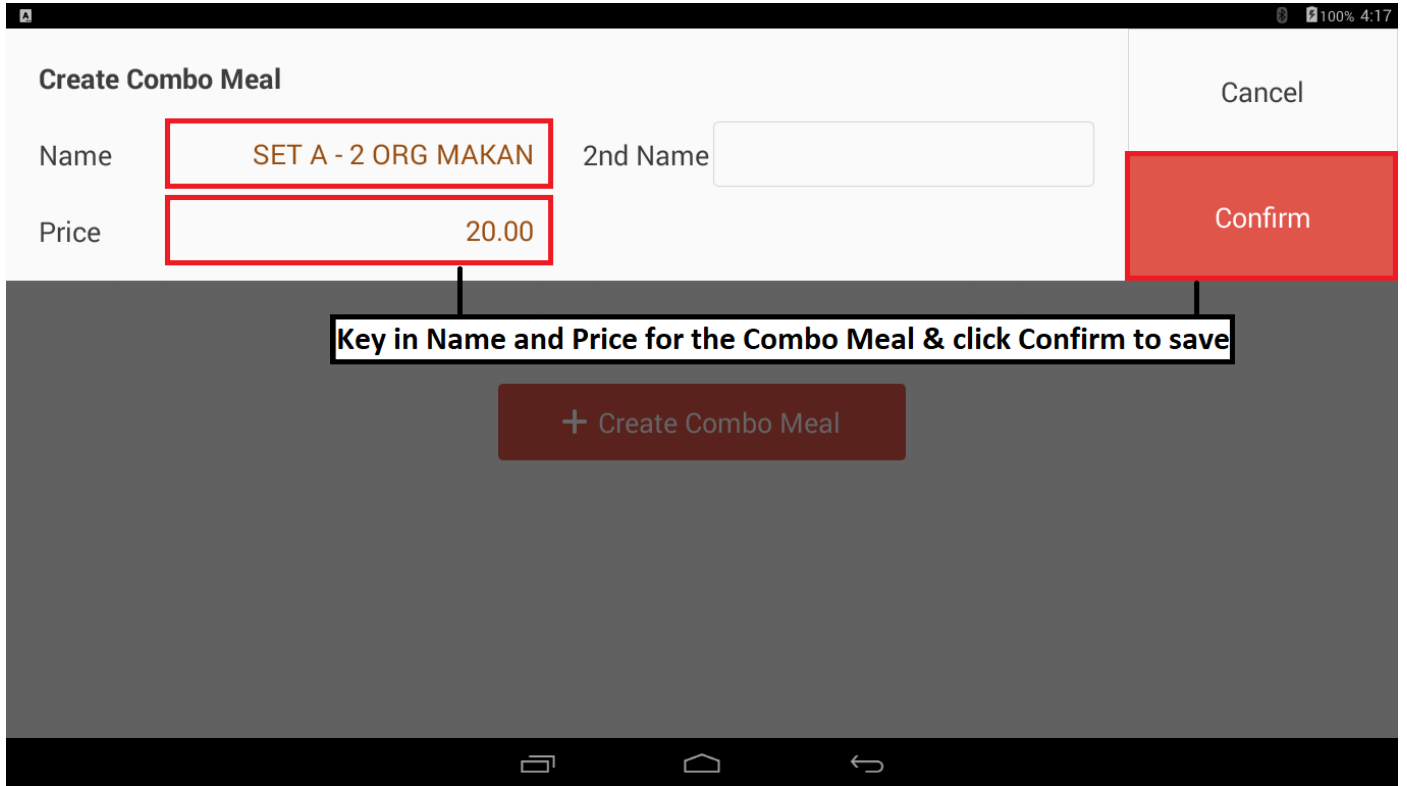 A
100% 4:17
Create Combo Meal
Cancel
Name SET A - 2 ORG MAKAN 2nd Name
Price 20.00
Confirm
Key in Name and Price for the Combo Meal & click Confirm to save
+ Create Combo Meal